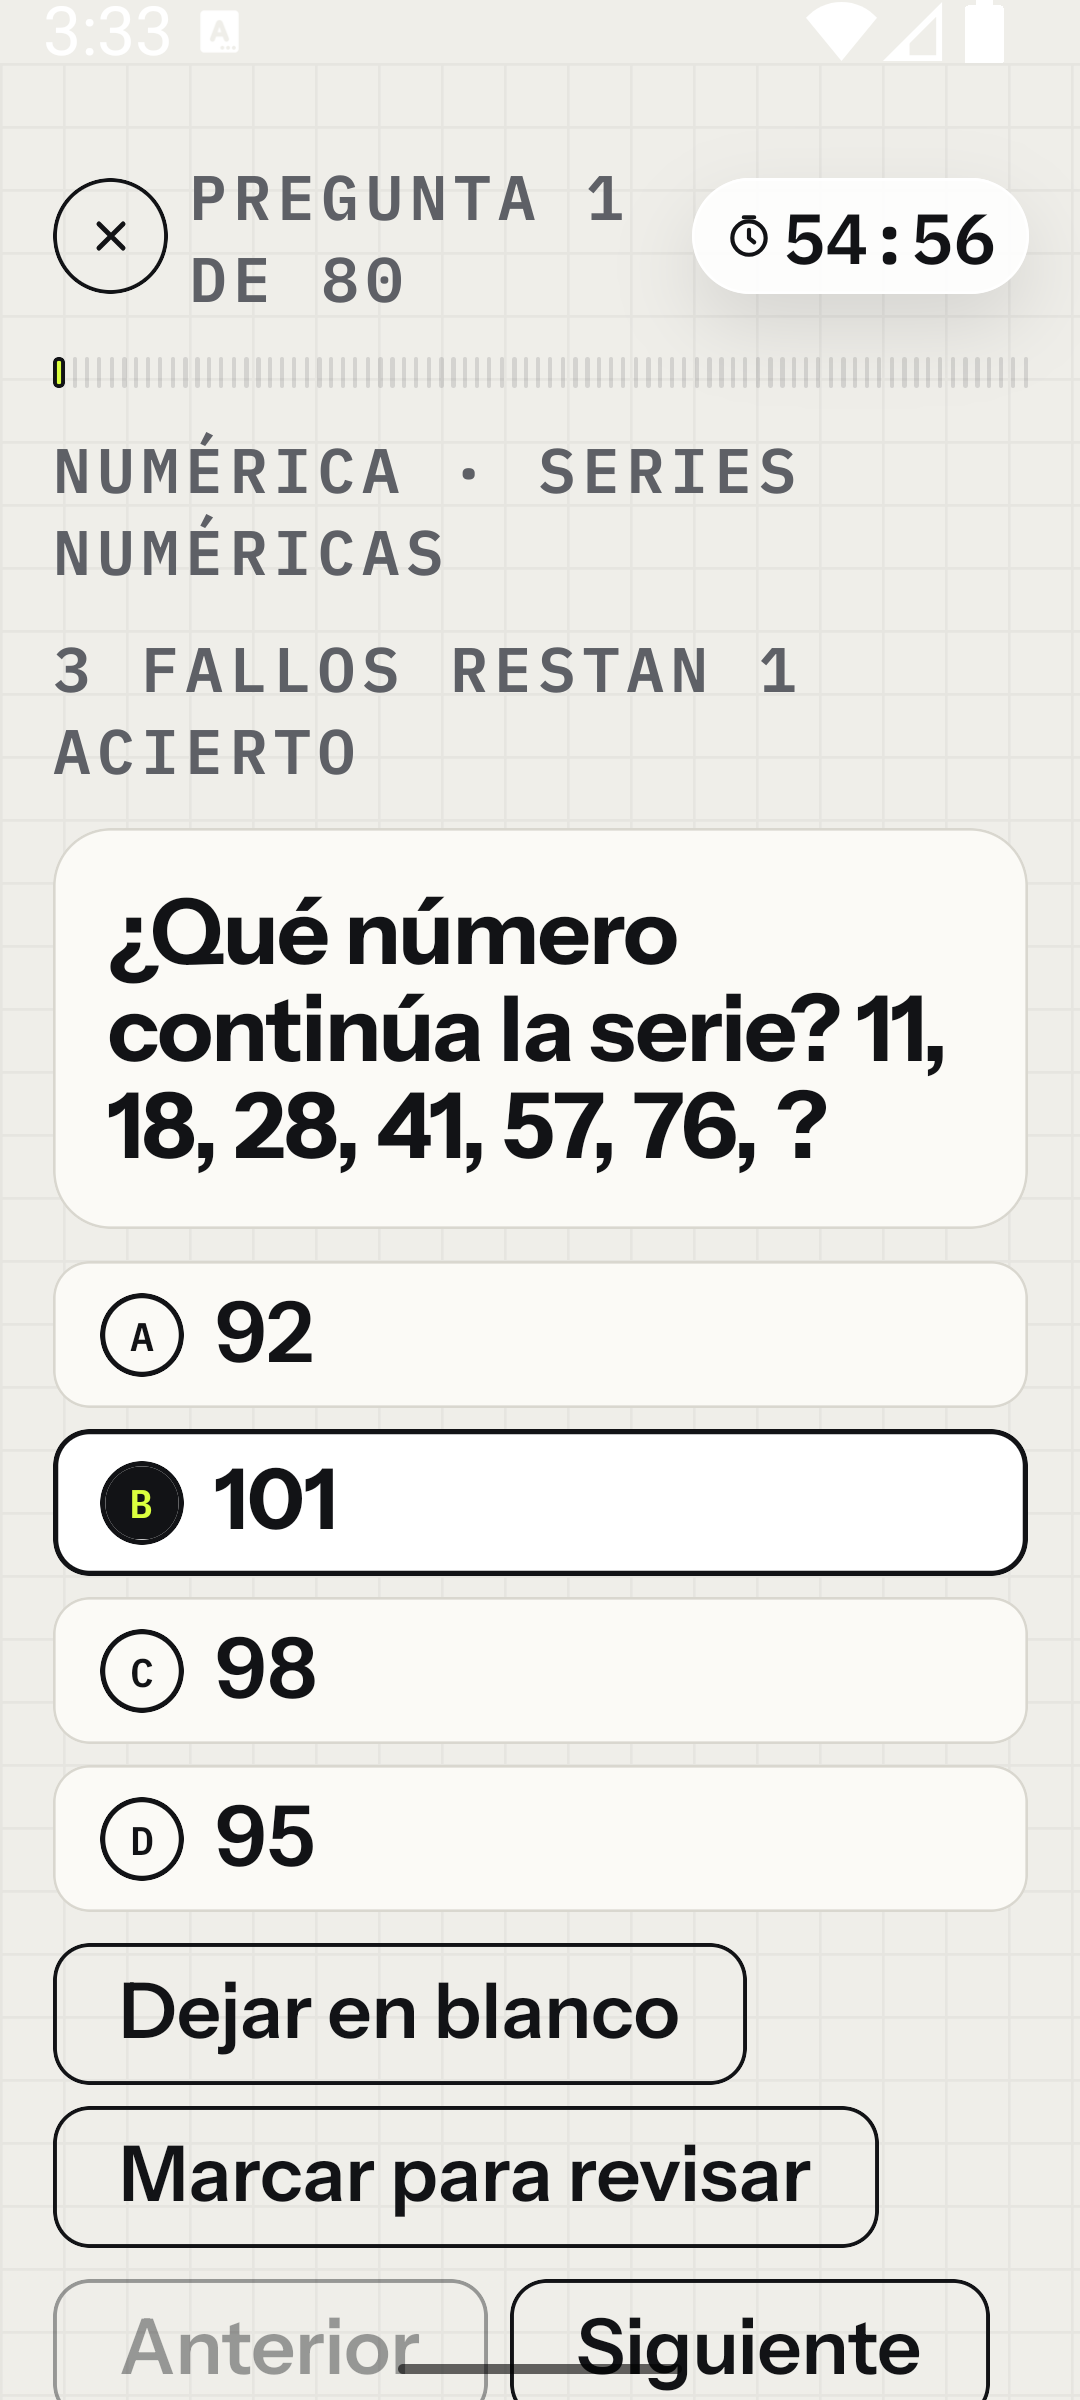 3:33
A
PREGUNTA 1
DE 80
54:56
NUMÉRICA · SERIES
NUMÉRICAS
3 FALLOS RESTAN 1
ACIERTO
¿Qué número
continúa la serie? 11,
18, 28, 41, 57, 76, ?
A 92
B 101
C 98
D 95
Dejar en blanco
Marcar para revisar
Anterior Siguiente